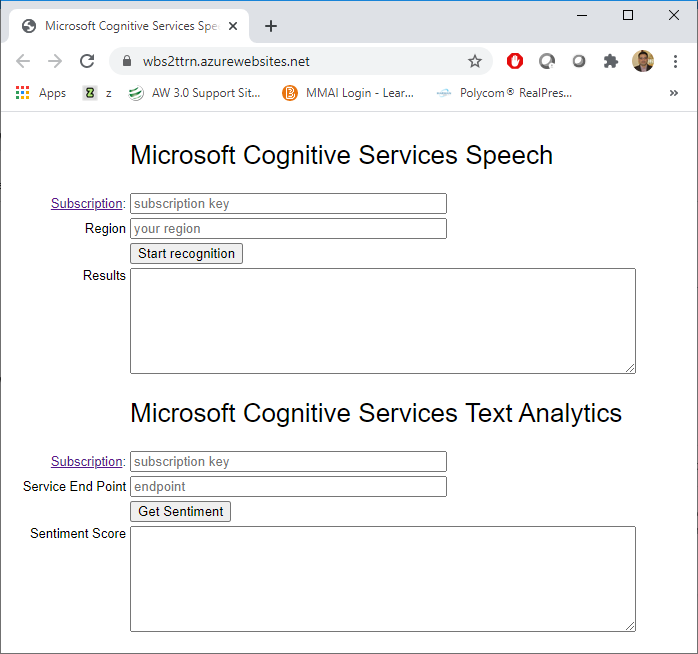 Microsoft Cognitive Services Spe
wbs2ttrn.azurewebsites.net
Apps z AW 3.0 Support Sit... MMAI Login - Lear... Polycom® RealPres... »
Microsoft Cognitive Services Speech
Subscription: subscription key
Region your region
Start recognition
Results
Microsoft Cognitive Services Text Analytics
Subscription: subscription key
Service End Point endpoint
Get Sentiment
Sentiment Score